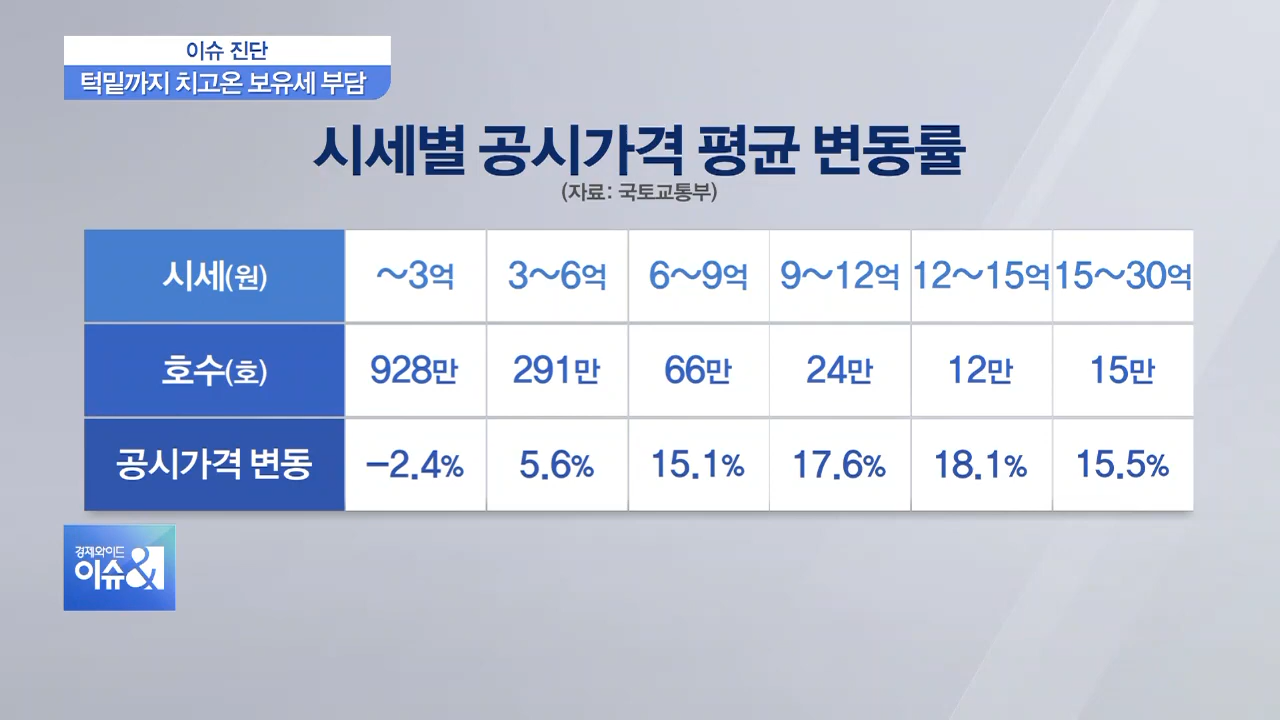 이슈 진단
턱밑까지 치고온 보유세 부담
시세별 공시가격 평균 변동률
(자료: 국토교통부)
시세(원) ~3억 3~6억 6~9억 9~12억 12~15억 15~30억
호수(호) 928만 291만 66만 24만 12만 15만
공시가격 변동 -2.4% 5.6% 15.1% 17.6% 18.1% 15.5%
경제와이드
이슈&